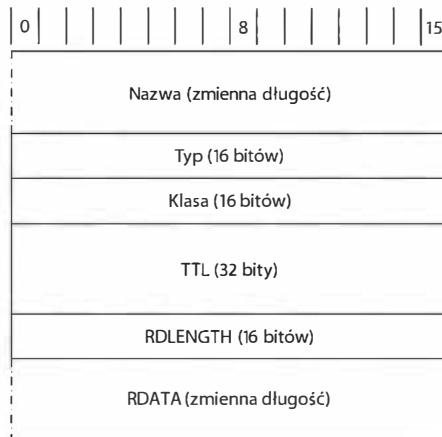 0 8 15
Nazwa (zmienna długość)
Typ (16 bitów)
Klasa (16 bitów)
TTL (32 bity)
RDLENGTH (16 bitów)
RDATA (zmienna długość)